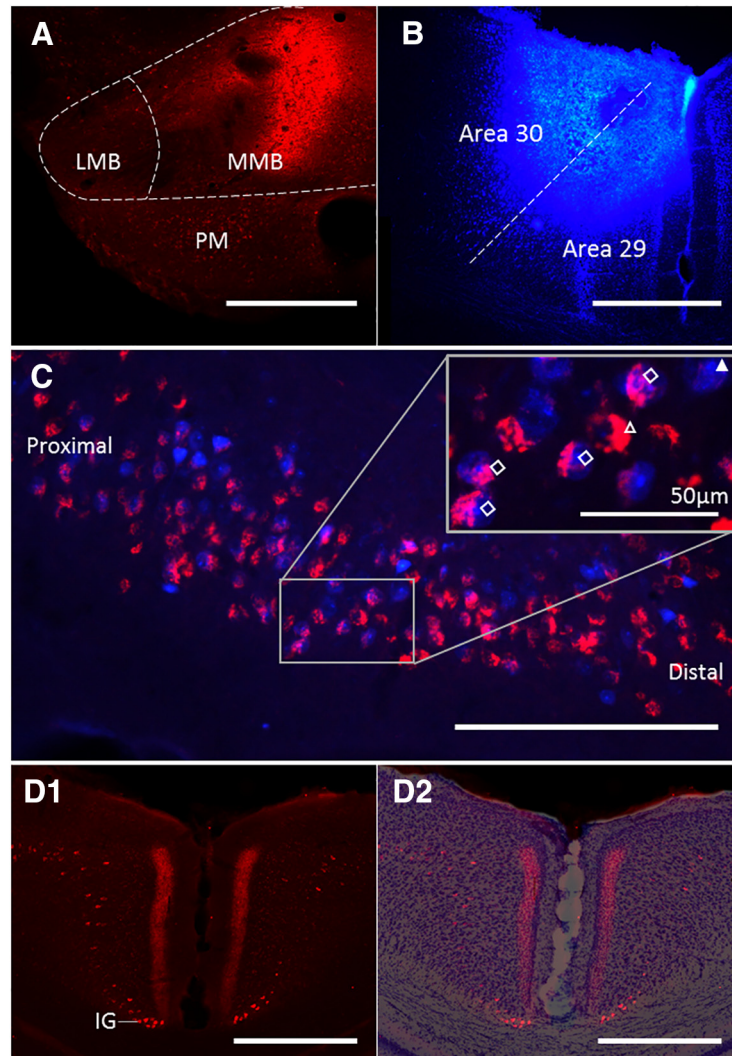 A
LMB
MMB
PM
B
Area 30
Area 29
C
Proximal
50µm
Distal
D1
IG
D2